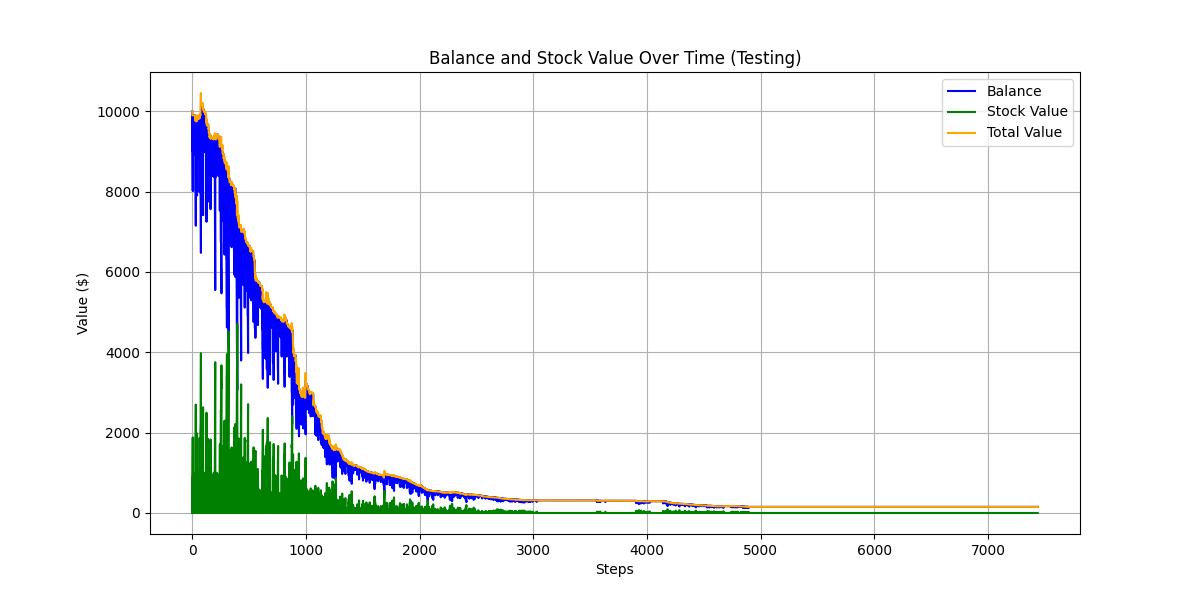 Balance and Stock Value Over Time (Testing)
Balance
Stock Value
Total Value
10000
8000
6000
4000
2000
0
Value ($)
0 1000 2000 3000 4000 5000 6000 7000
Steps